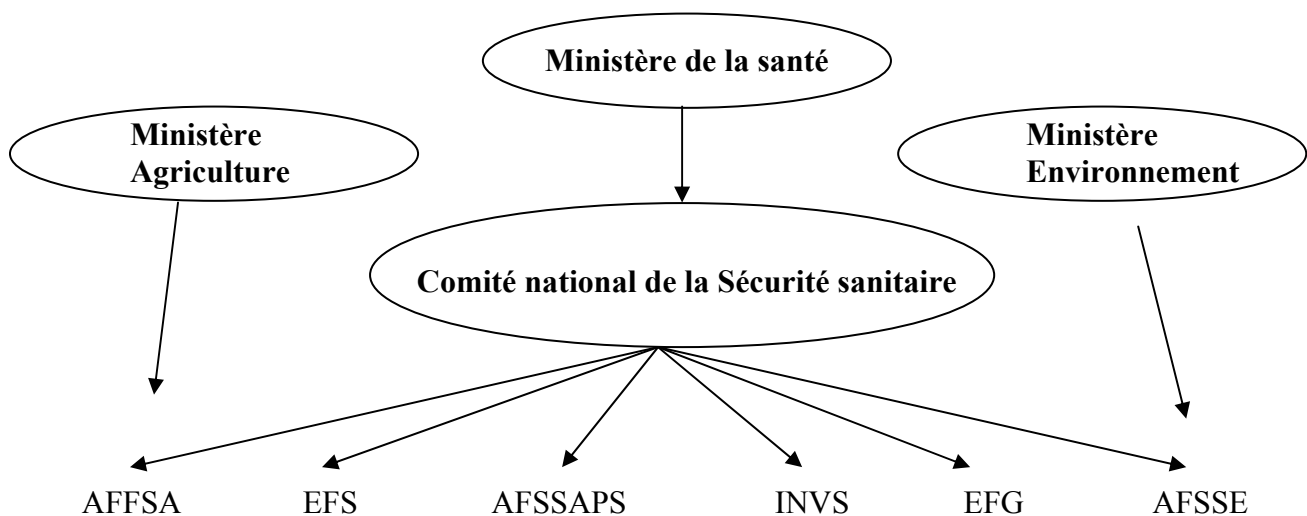 Ministère de la santé
Ministère
Agriculture
Ministère
Environnement
Comité national de la Sécurité sanitaire
AFFSA EFS AFSSAPS INVS EFG AFSSE